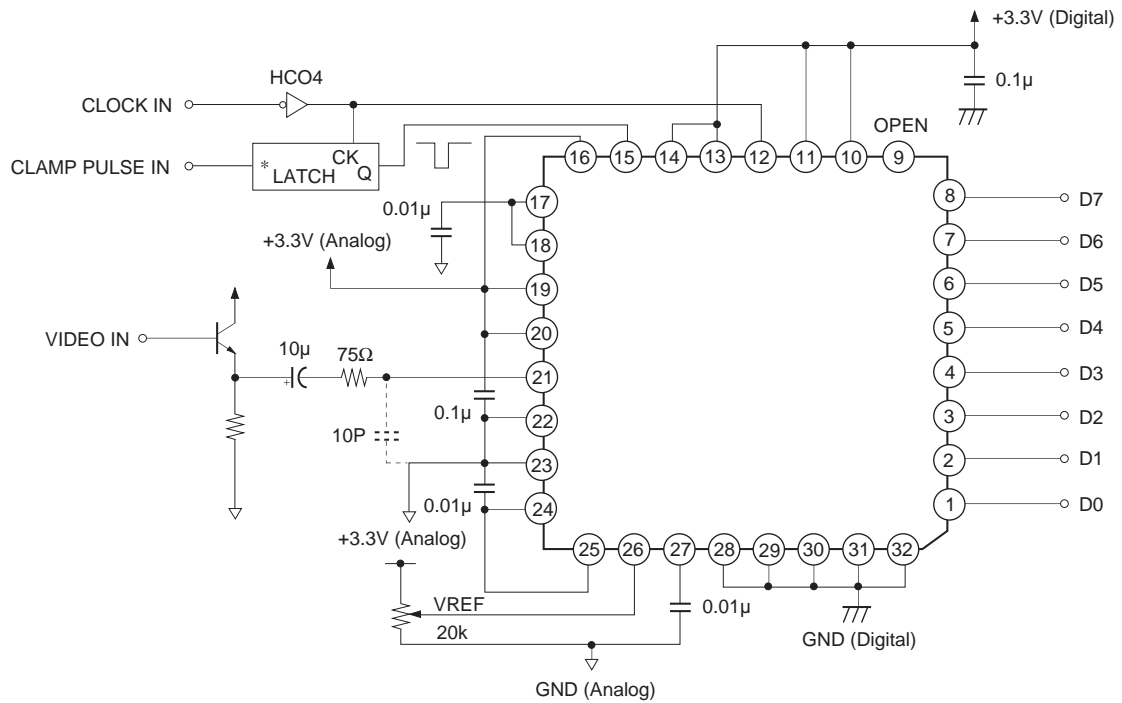 +3.3V (Digital)
HCO4
0.1µ
CLOCK IN
OPEN
CLAMP PULSE IN
* LATCH
CK
Q
16
15
14
13
12
11
10
9
0.01µ
17
8
D7
+3.3V (Analog)
18
7
D6
19
6
D5
VIDEO IN
20
5
D4
10µ
75Ω
21
4
D3
0.1µ
22
3
D2
10P
23
2
D1
0.01µ
24
1
D0
+3.3V (Analog)
25
26
27
28
29
30
31
32
VREF
0.01µ
20k
GND (Digital)
GND (Analog)
+